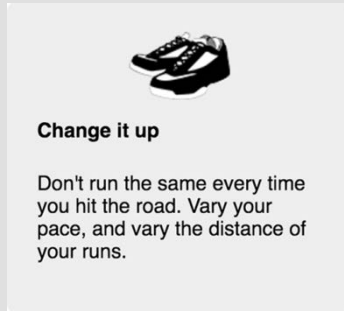 Change it up
Don't run the same every time
you hit the road. Vary your
pace, and vary the distance of
your runs.